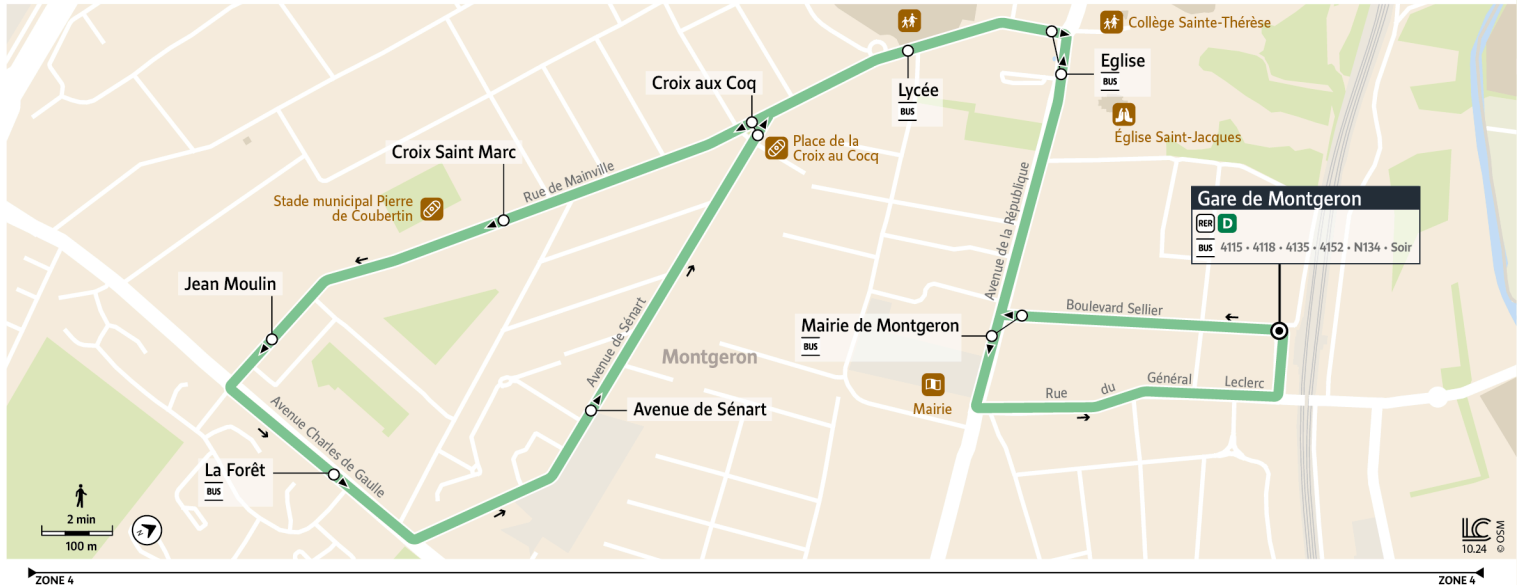 Collège Sainte-Thérèse
Eglise
BUS
Croix aux Coq
Lycée
BUS
Église Saint-Jacques
Place de la
Croix au Cocq
Croix Saint Marc
Rue de Mainville
Stade municipal Pierre
de Coubertin
Avenue de la République
Gare de Montgeron
RER D
BUS 4115 • 4118 • 4135 • 4152 • N134 • Soir
Jean Moulin
Boulevard Sellier
Mairie de Montgeron
BUS
Avenue de Sénart
Montgeron
Rue du Général Leclerc
Mairie
Avenue de Sénart
Avenue Charles de Gaulle
La Forêt
BUS
2 min
100 m
N
LC
10.24
© OSM
ZONE 4
ZONE 4